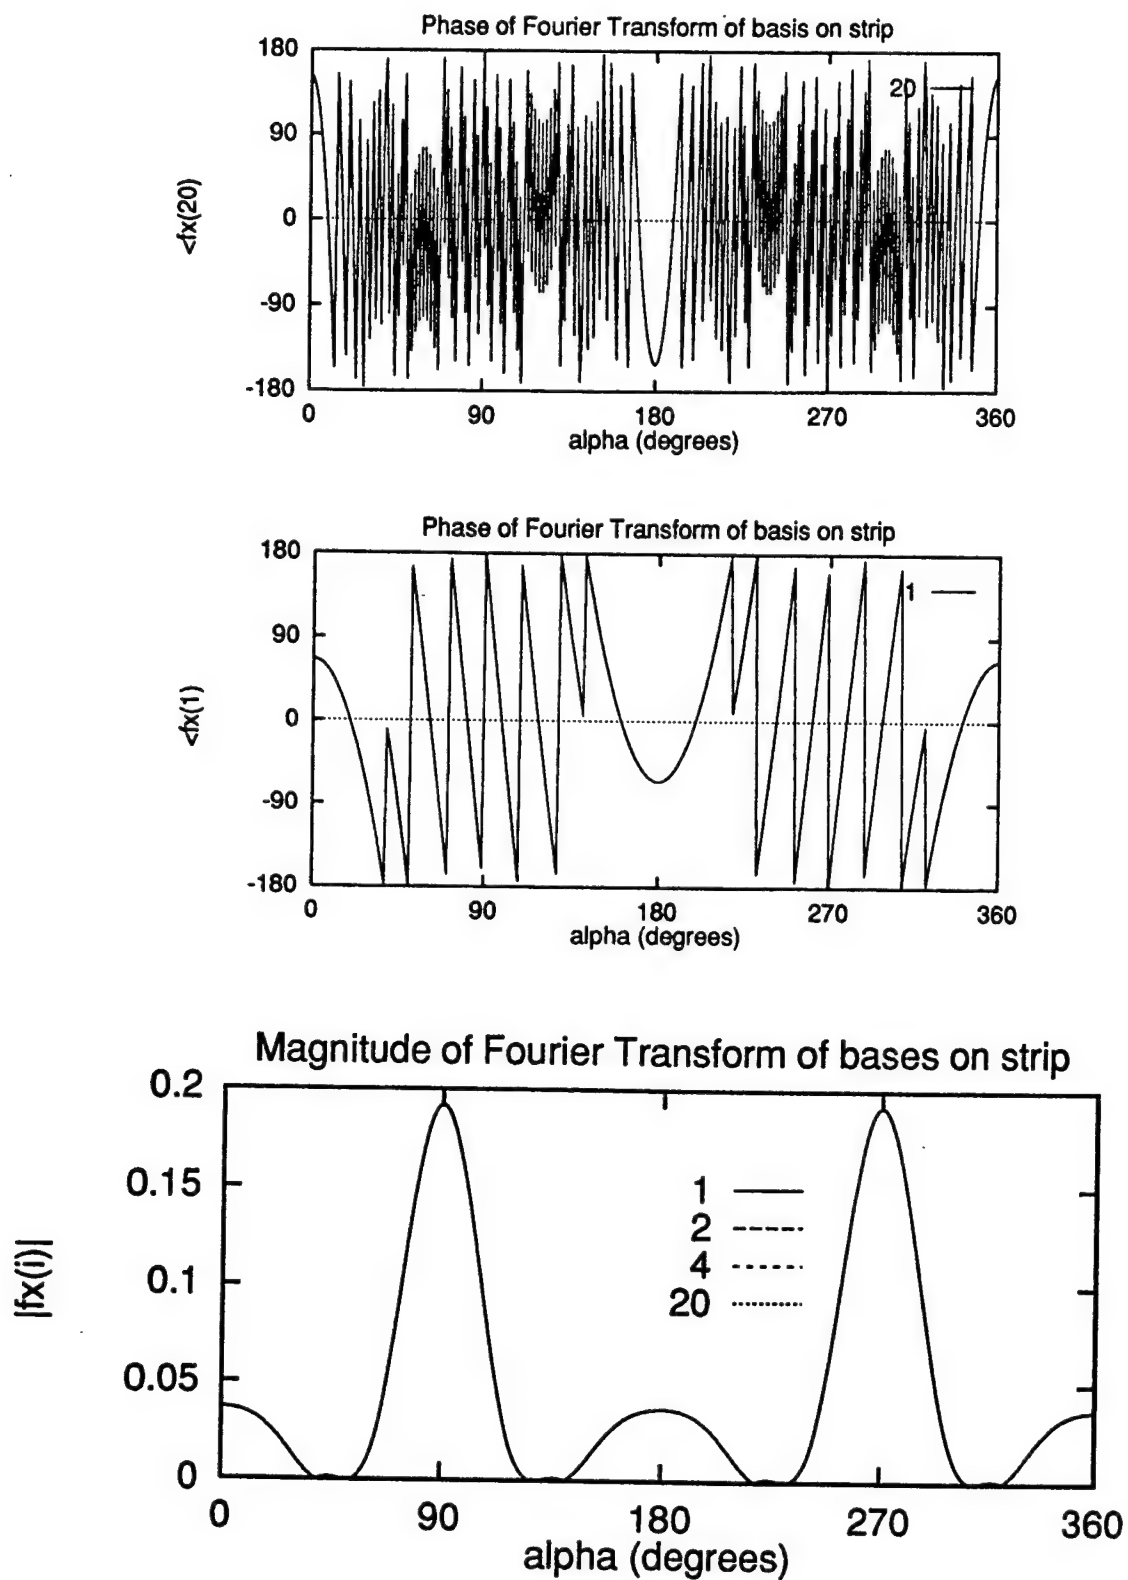 Phase of Fourier Transform of basis on strip
180
90
0
-90
-180
<fx(20)
20
0 90 180 270 360
alpha (degrees)
Phase of Fourier Transform of basis on strip
180
90
0
-90
-180
<fx(1)
1
0 90 180 270 360
alpha (degrees)
Magnitude of Fourier Transform of bases on strip
0.2
0.15
0.1
0.05
0
|fx(i)|
1
2
4
20
0 90 180 270 360
alpha (degrees)